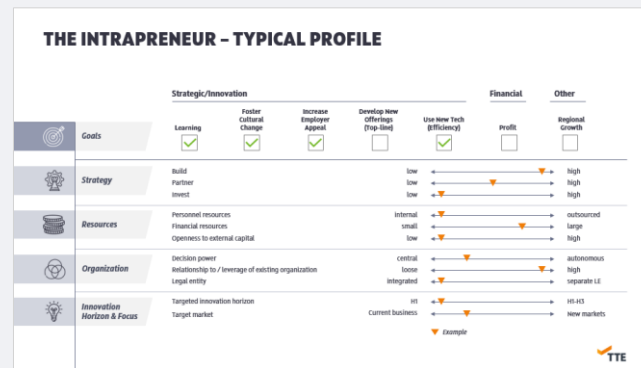 THE INTRAPRENEUR – TYPICAL PROFILE
Strategic/Innovation Financial Other
Learning Foster Cultural Change Increase Employer Appeal Develop New Offerings (Top-line) Use New Tech (Efficiency) Profit Regional Growth
Goals
Strategy
Build low high
Partner low high
Invest low high
Resources
Personnel resources internal outsourced
Financial resources small large
Openness to external capital low high
Organization
Decision power central autonomous
Relationship to / leverage of existing organization loose high
Legal entity integrated separate LE
Innovation
Horizon & Focus
Targeted innovation horizon H1 H1-H3
Target market Current business New markets
Example
TTE